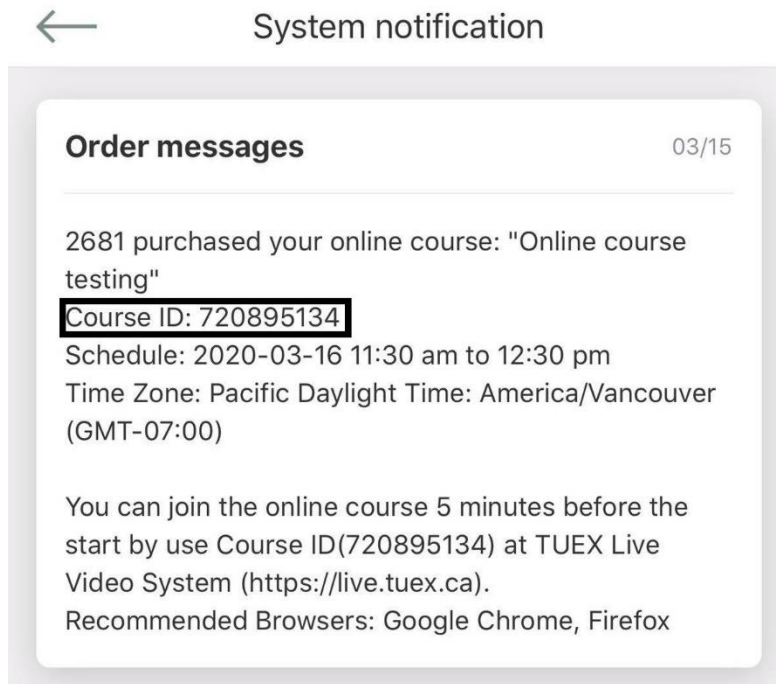 System notification
Order messages 03/15
2681 purchased your online course: "Online course
testing"
Course ID: 720895134
Schedule: 2020-03-16 11:30 am to 12:30 pm
Time Zone: Pacific Daylight Time: America/Vancouver
(GMT-07:00)
You can join the online course 5 minutes before the
start by use Course ID(720895134) at TUEX Live
Video System (https://live.tuex.ca).
Recommended Browsers: Google Chrome, Firefox